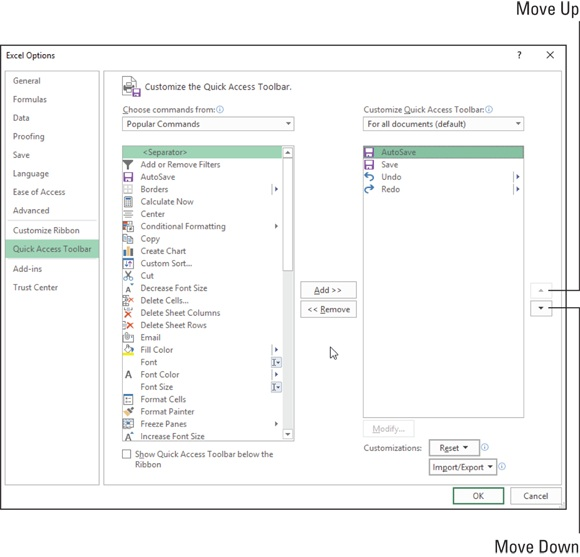 Move Up
Excel Options
?
General
Formulas
Data
Proofing
Save
Language
Ease of Access
Advanced
Customize Ribbon
Quick Access Toolbar
Add-ins
Trust Center
Customize the Quick Access Toolbar.
Choose commands from:
Popular Commands
<Separator>
Add or Remove Filters
AutoSave
Borders
Calculate Now
Center
Conditional Formatting
Copy
Create Chart
Custom Sort...
Cut
Decrease Font Size
Delete Cells...
Delete Sheet Columns
Delete Sheet Rows
Email
Fill Color
Font
Font Color
Font Size
Format Cells
Format Painter
Freeze Panes
Increase Font Size
Show Quick Access Toolbar below the
Ribbon
Add >>
<< Remove
Customize Quick Access Toolbar:
For all documents (default)
AutoSave
Save
Undo
Redo
Modify...
Customizations:
Reset
Import/Export
OK
Cancel
Move Down